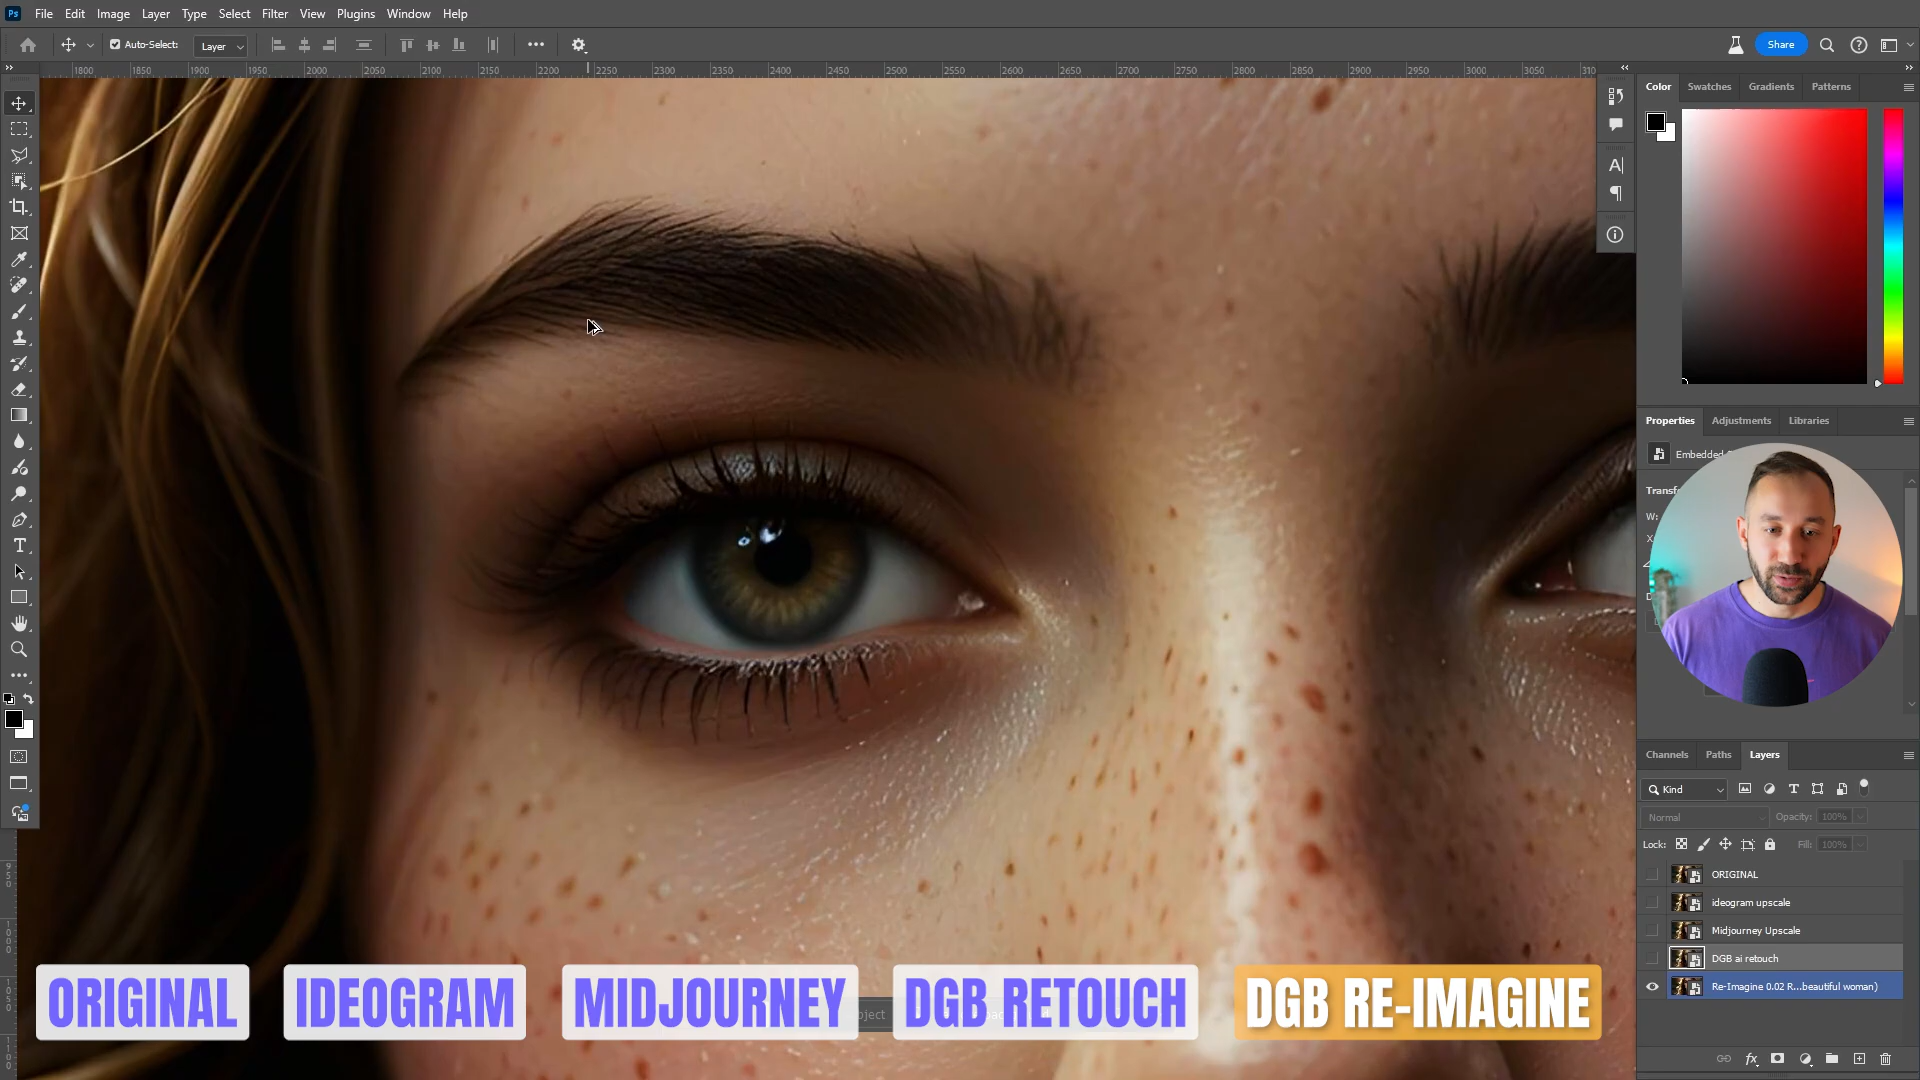 Ps File Edit Image Layer Type Select Filter View Plugins Window Help
Auto-Select: Layer Share
1800 1850 1900 1950 2000 2050 2100 2150 2200 2250 2300 2350 2400 2450 2500 2550 2600 2650 2700 2750 2800 2850 2900 2950 3000 3050 310
Color Swatches Gradients Patterns
Properties Adjustments Libraries
Embedded
Transf
W:
X:
D
Channels Paths Layers
Kind
Normal Opacity: 100%
Lock: Fill: 100%
ORIGINAL
ideogram upscale
Midjourney Upscale
DGB ai retouch
Re-Imagine 0.02 R...beautiful woman)
ORIGINAL IDEOGRAM MIDJOURNEY DGB RETOUCH DGB RE-IMAGINE